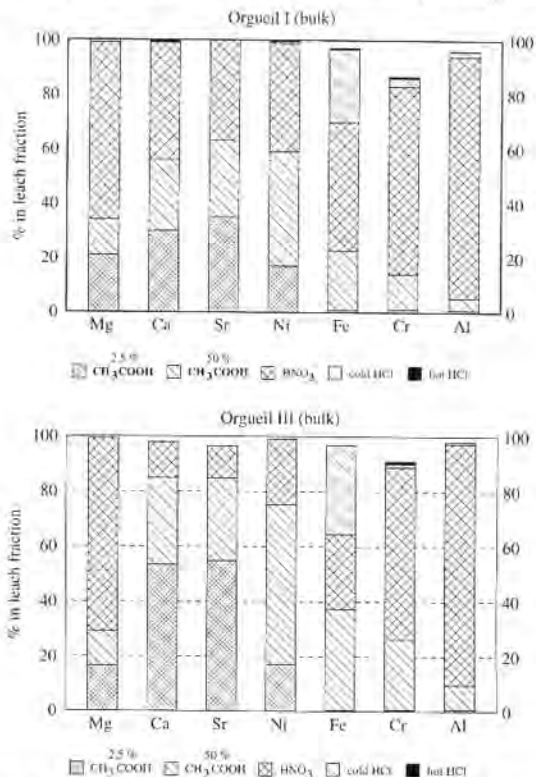 Orgueil I (bulk)
100
80
60
40
20
0
% in leach fraction
100
80
60
40
20
0
Mg Ca Sr Ni Fe Cr Al
2.5 % 50 %
CH3COOH CH3COOH HNO3 cold HCl hot HCl
Orgueil III (bulk)
100
80
60
40
20
0
% in leach fraction
100
80
60
40
20
0
Mg Ca Sr Ni Fe Cr Al
2.5 % 50 %
CH3COOH CH3COOH HNO3 cold HCl hot HCl